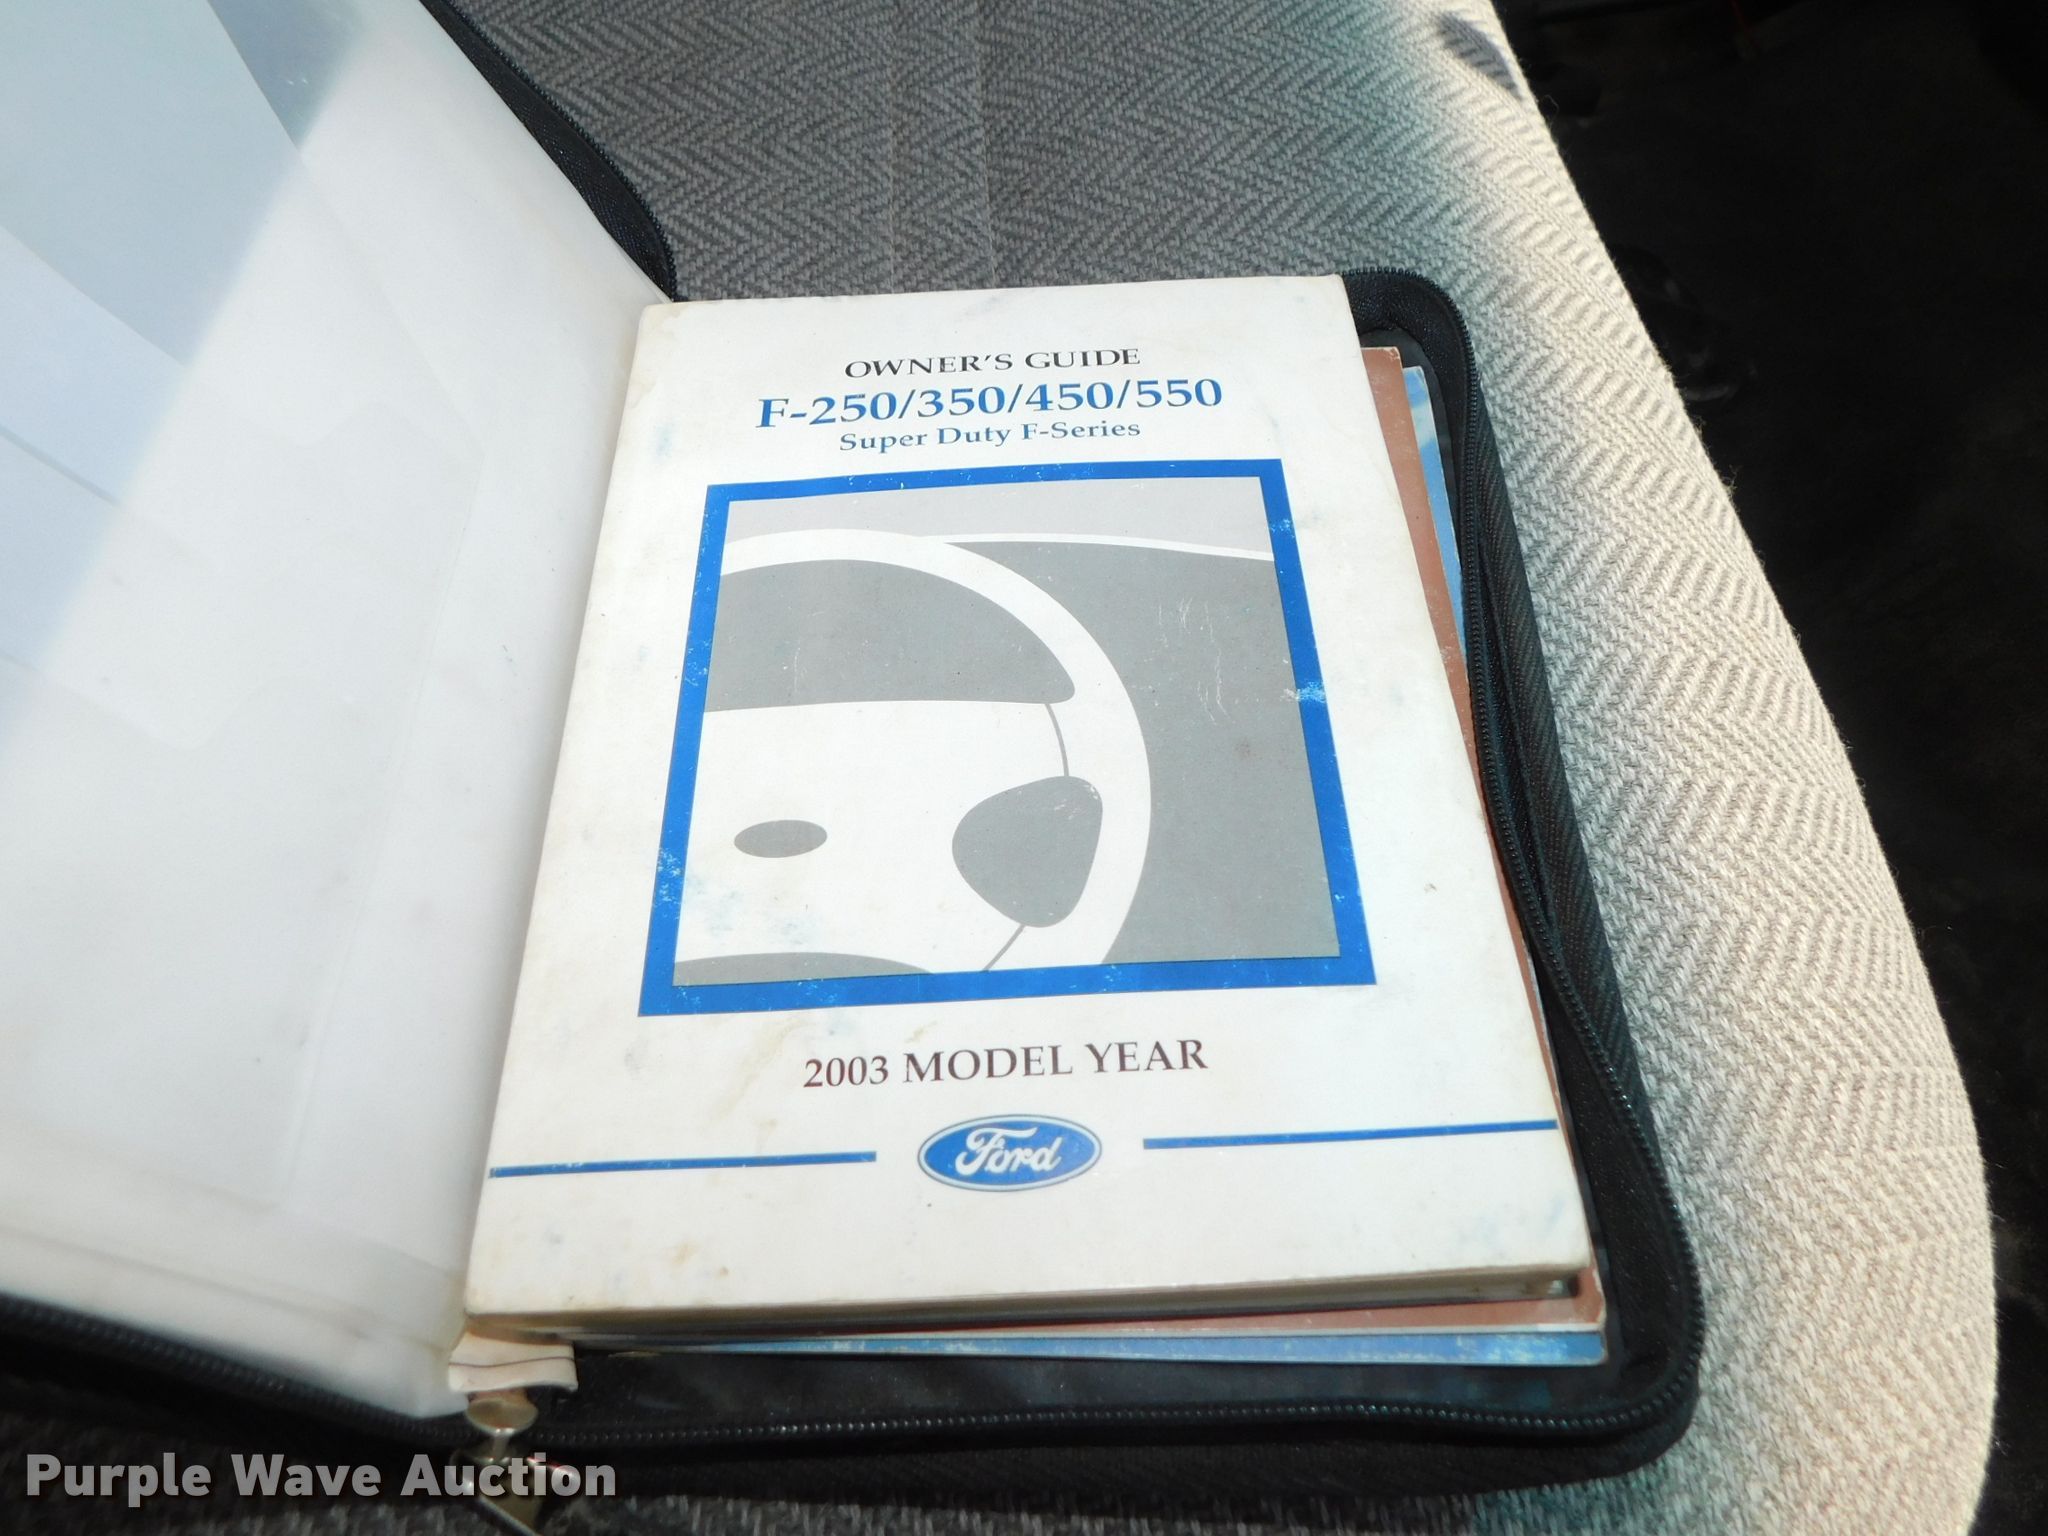 OWNER'S GUIDE
F-250/350/450/550
Super Duty F-Series
2003 MODEL YEAR
Ford
Purple Wave Auction